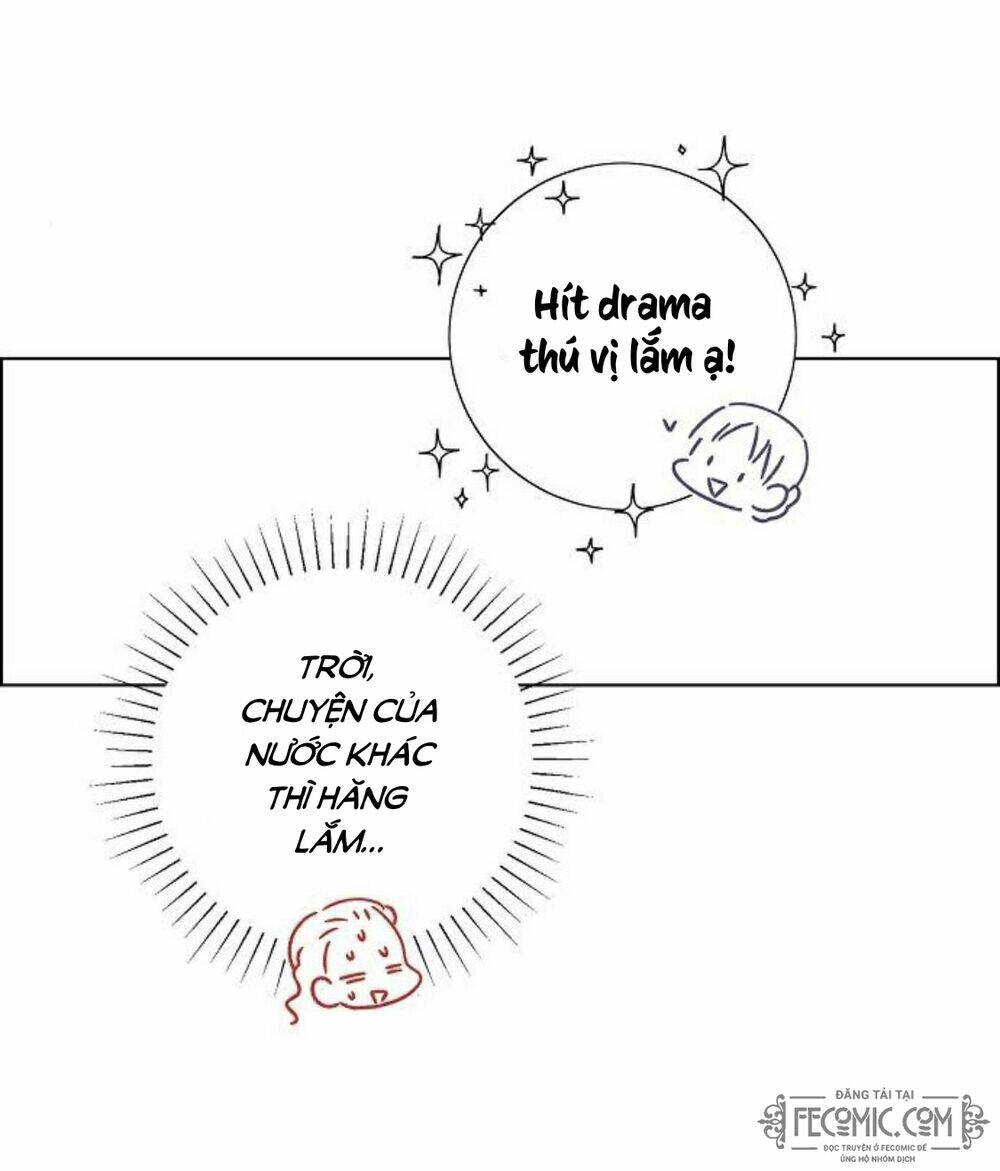 Hít drama
thú vị lắm ạ!
TRỜI,
CHUYỆN CỦA
NƯỚC KHÁC
THÌ HĂNG
LẮM...
ĐĂNG TẢI TẠI
FECOMIC.COM
ĐỌC TRUYỆN Ở FECOMIC ĐỂ
ỦNG HỘ NHÓM DỊCH